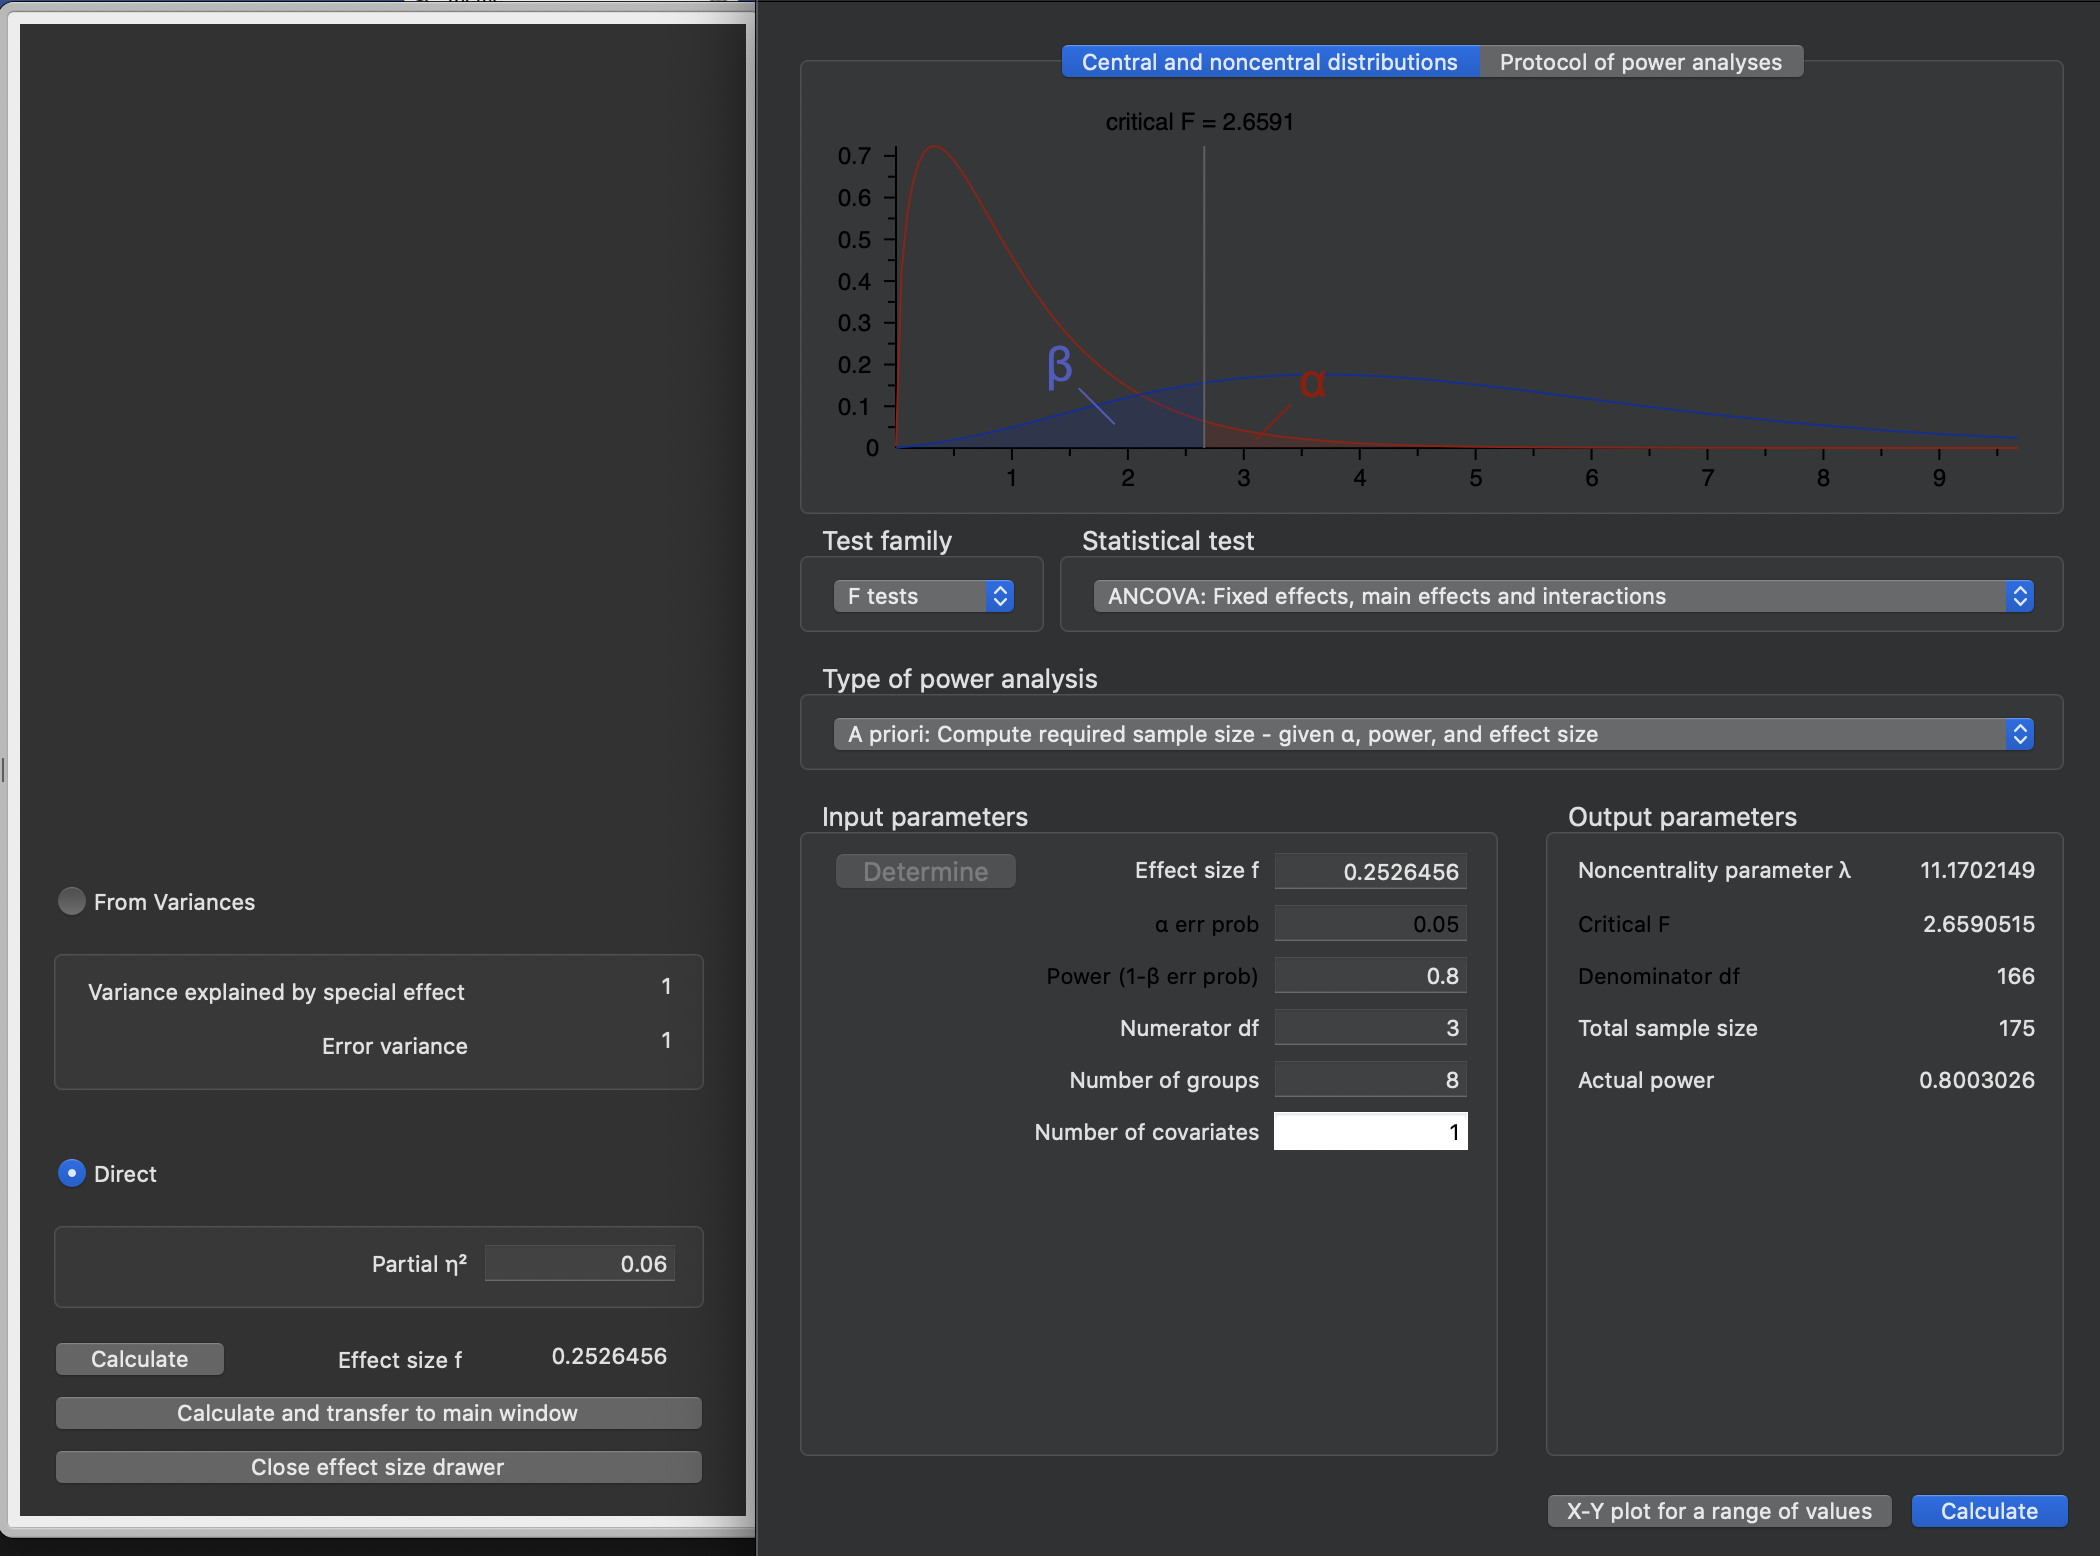 Central and noncentral distributions
Protocol of power analyses
critical F = 2.6591
0.7
0.6
0.5
0.4
0.3
0.2
0.1
0
β
α
1 2 3 4 5 6 7 8 9
Test family
Statistical test
F tests
ANCOVA: Fixed effects, main effects and interactions
Type of power analysis
A priori: Compute required sample size - given α, power, and effect size
Input parameters
Determine
Effect size f 0.2526456
α err prob 0.05
Power (1-β err prob) 0.8
Numerator df 3
Number of groups 8
Number of covariates 1
Output parameters
Noncentrality parameter λ 11.1702149
Critical F 2.6590515
Denominator df 166
Total sample size 175
Actual power 0.8003026
X-Y plot for a range of values
Calculate
From Variances
Variance explained by special effect 1
Error variance 1
Direct
Partial η² 0.06
Calculate
Effect size f 0.2526456
Calculate and transfer to main window
Close effect size drawer